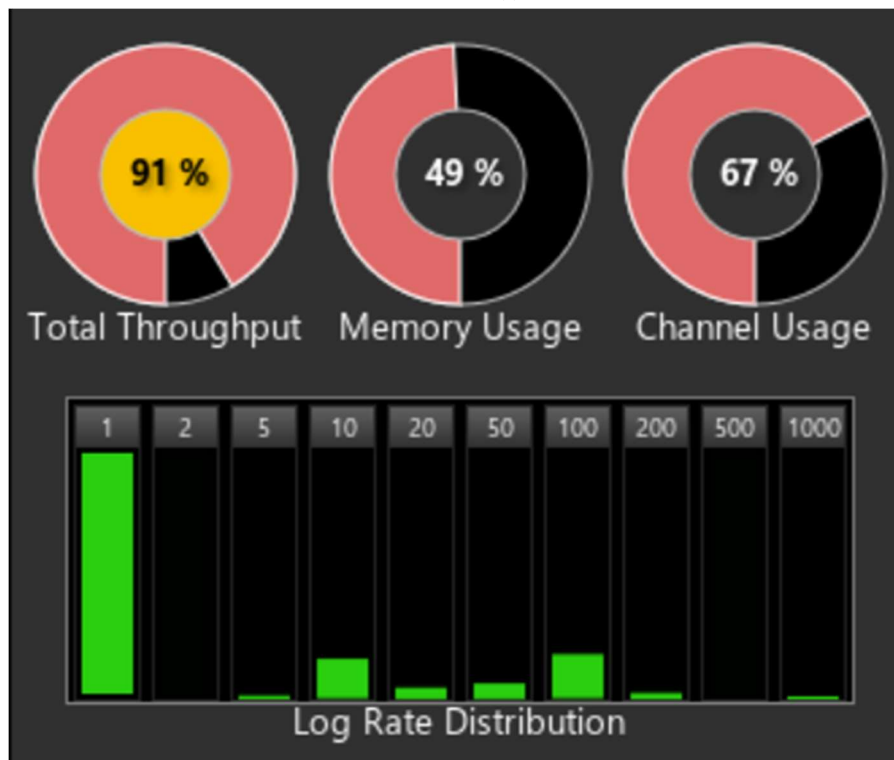 91 % 49 % 67 %
Total Throughput Memory Usage Channel Usage
1 2 5 10 20 50 100 200 500 1000
Log Rate Distribution